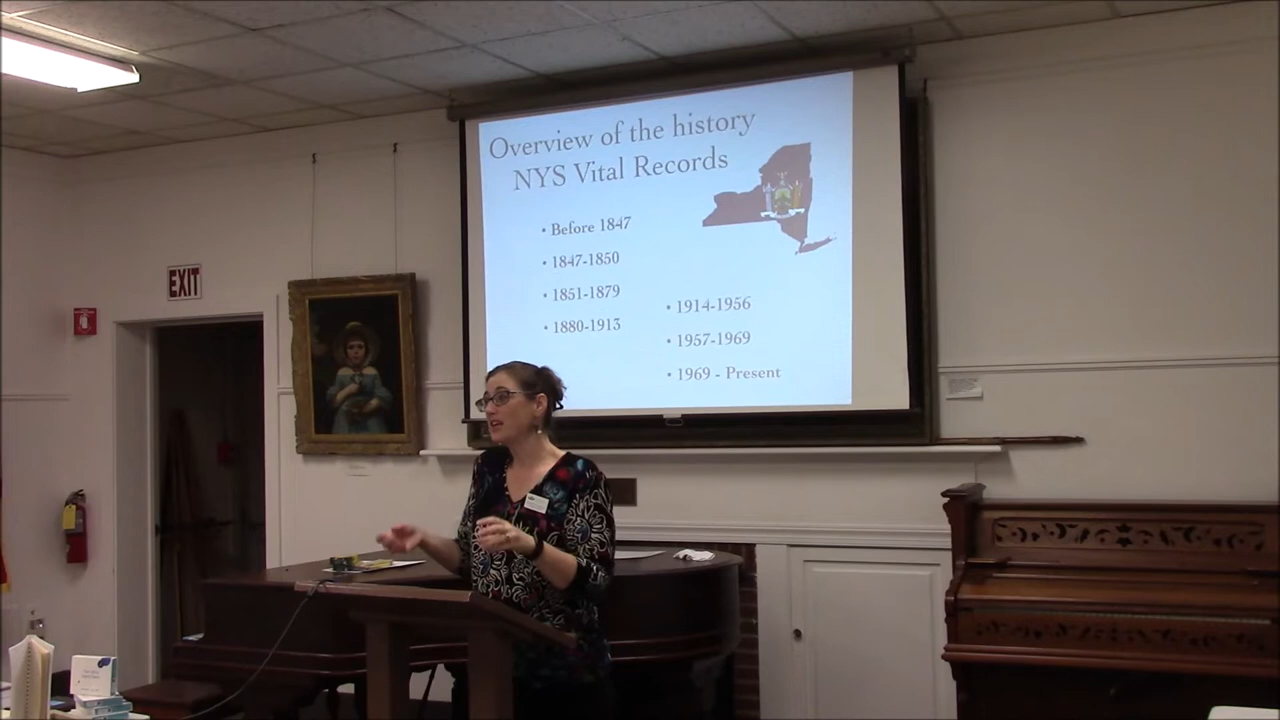 Overview of the history
NYS Vital Records
• Before 1847
• 1847-1850
• 1851-1879
• 1880-1913
• 1914-1956
• 1957-1969
• 1969 - Present
EXIT